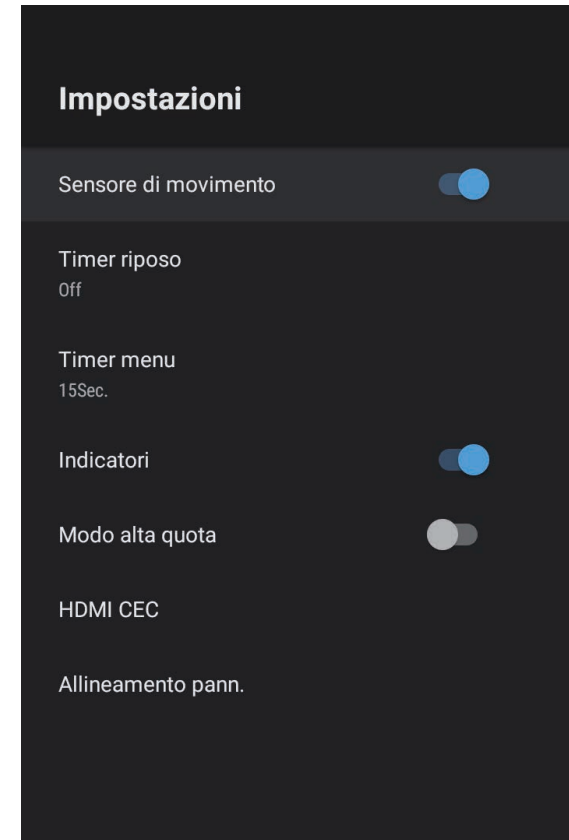 Impostazioni
Sensore di movimento
Timer riposo
Off
Timer menu
15Sec.
Indicatori
Modo alta quota
HDMI CEC
Allineamento pann.